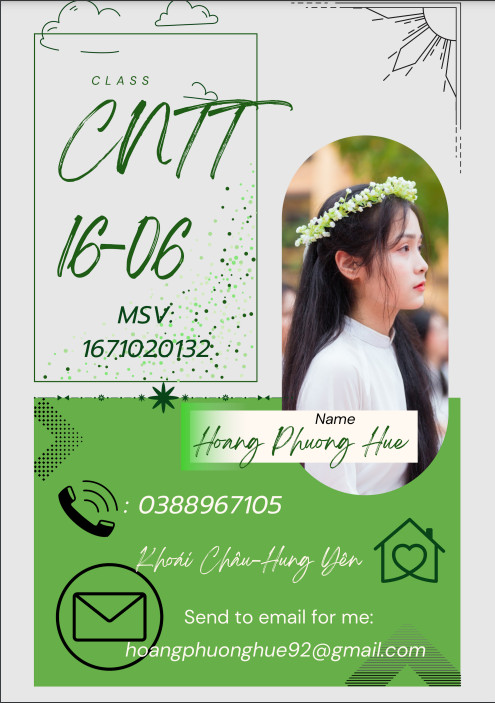 CLASS
CNTT
16-06
MSV:
1671020132
Name
Hoang Phuong Hue
: 0388967105
Khoái Châu-Hung Yên
Send to email for me:
hoangphuonghue92@gmail.com